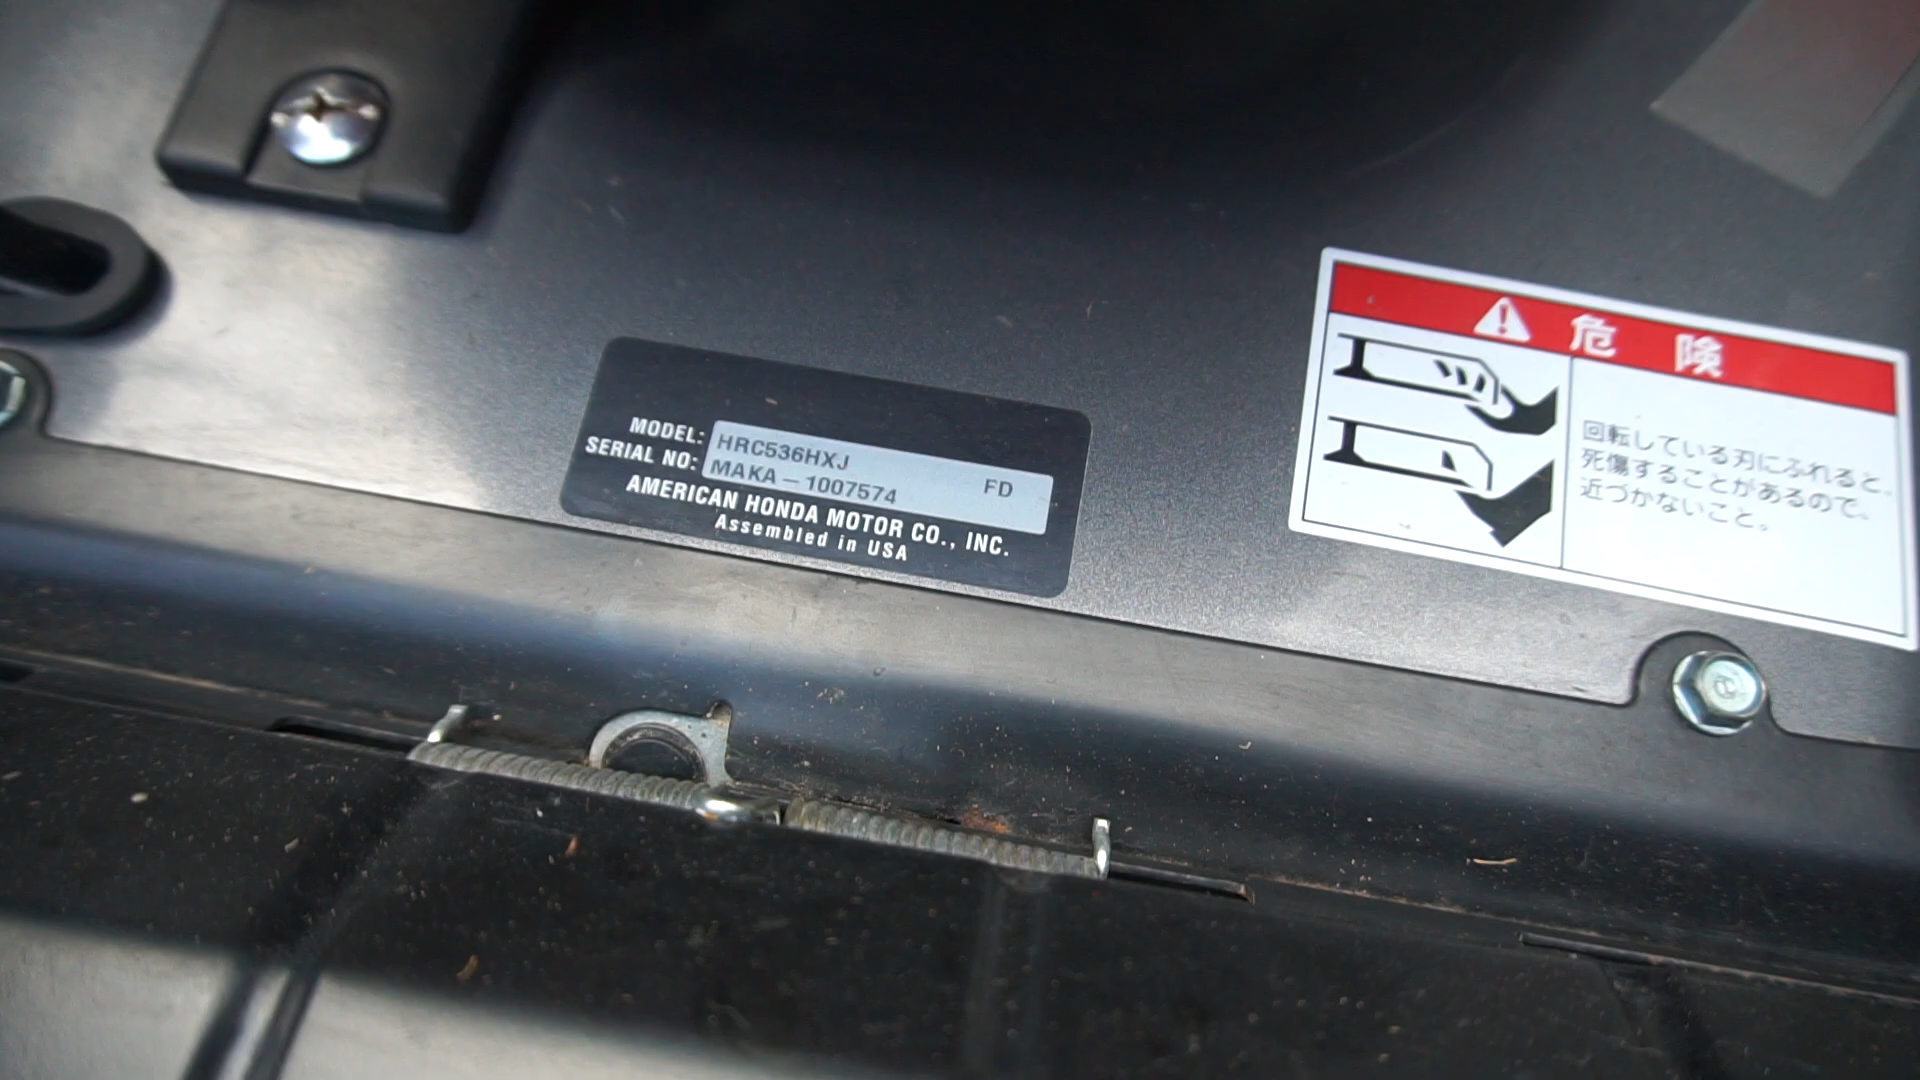 MODEL: HRC536HXJ
SERIAL NO: MAKA-1007574 FD
AMERICAN HONDA MOTOR CO., INC.
Assembled in USA
危険
回転している刃にふれると、
死傷することがあるので、
近づかないこと。